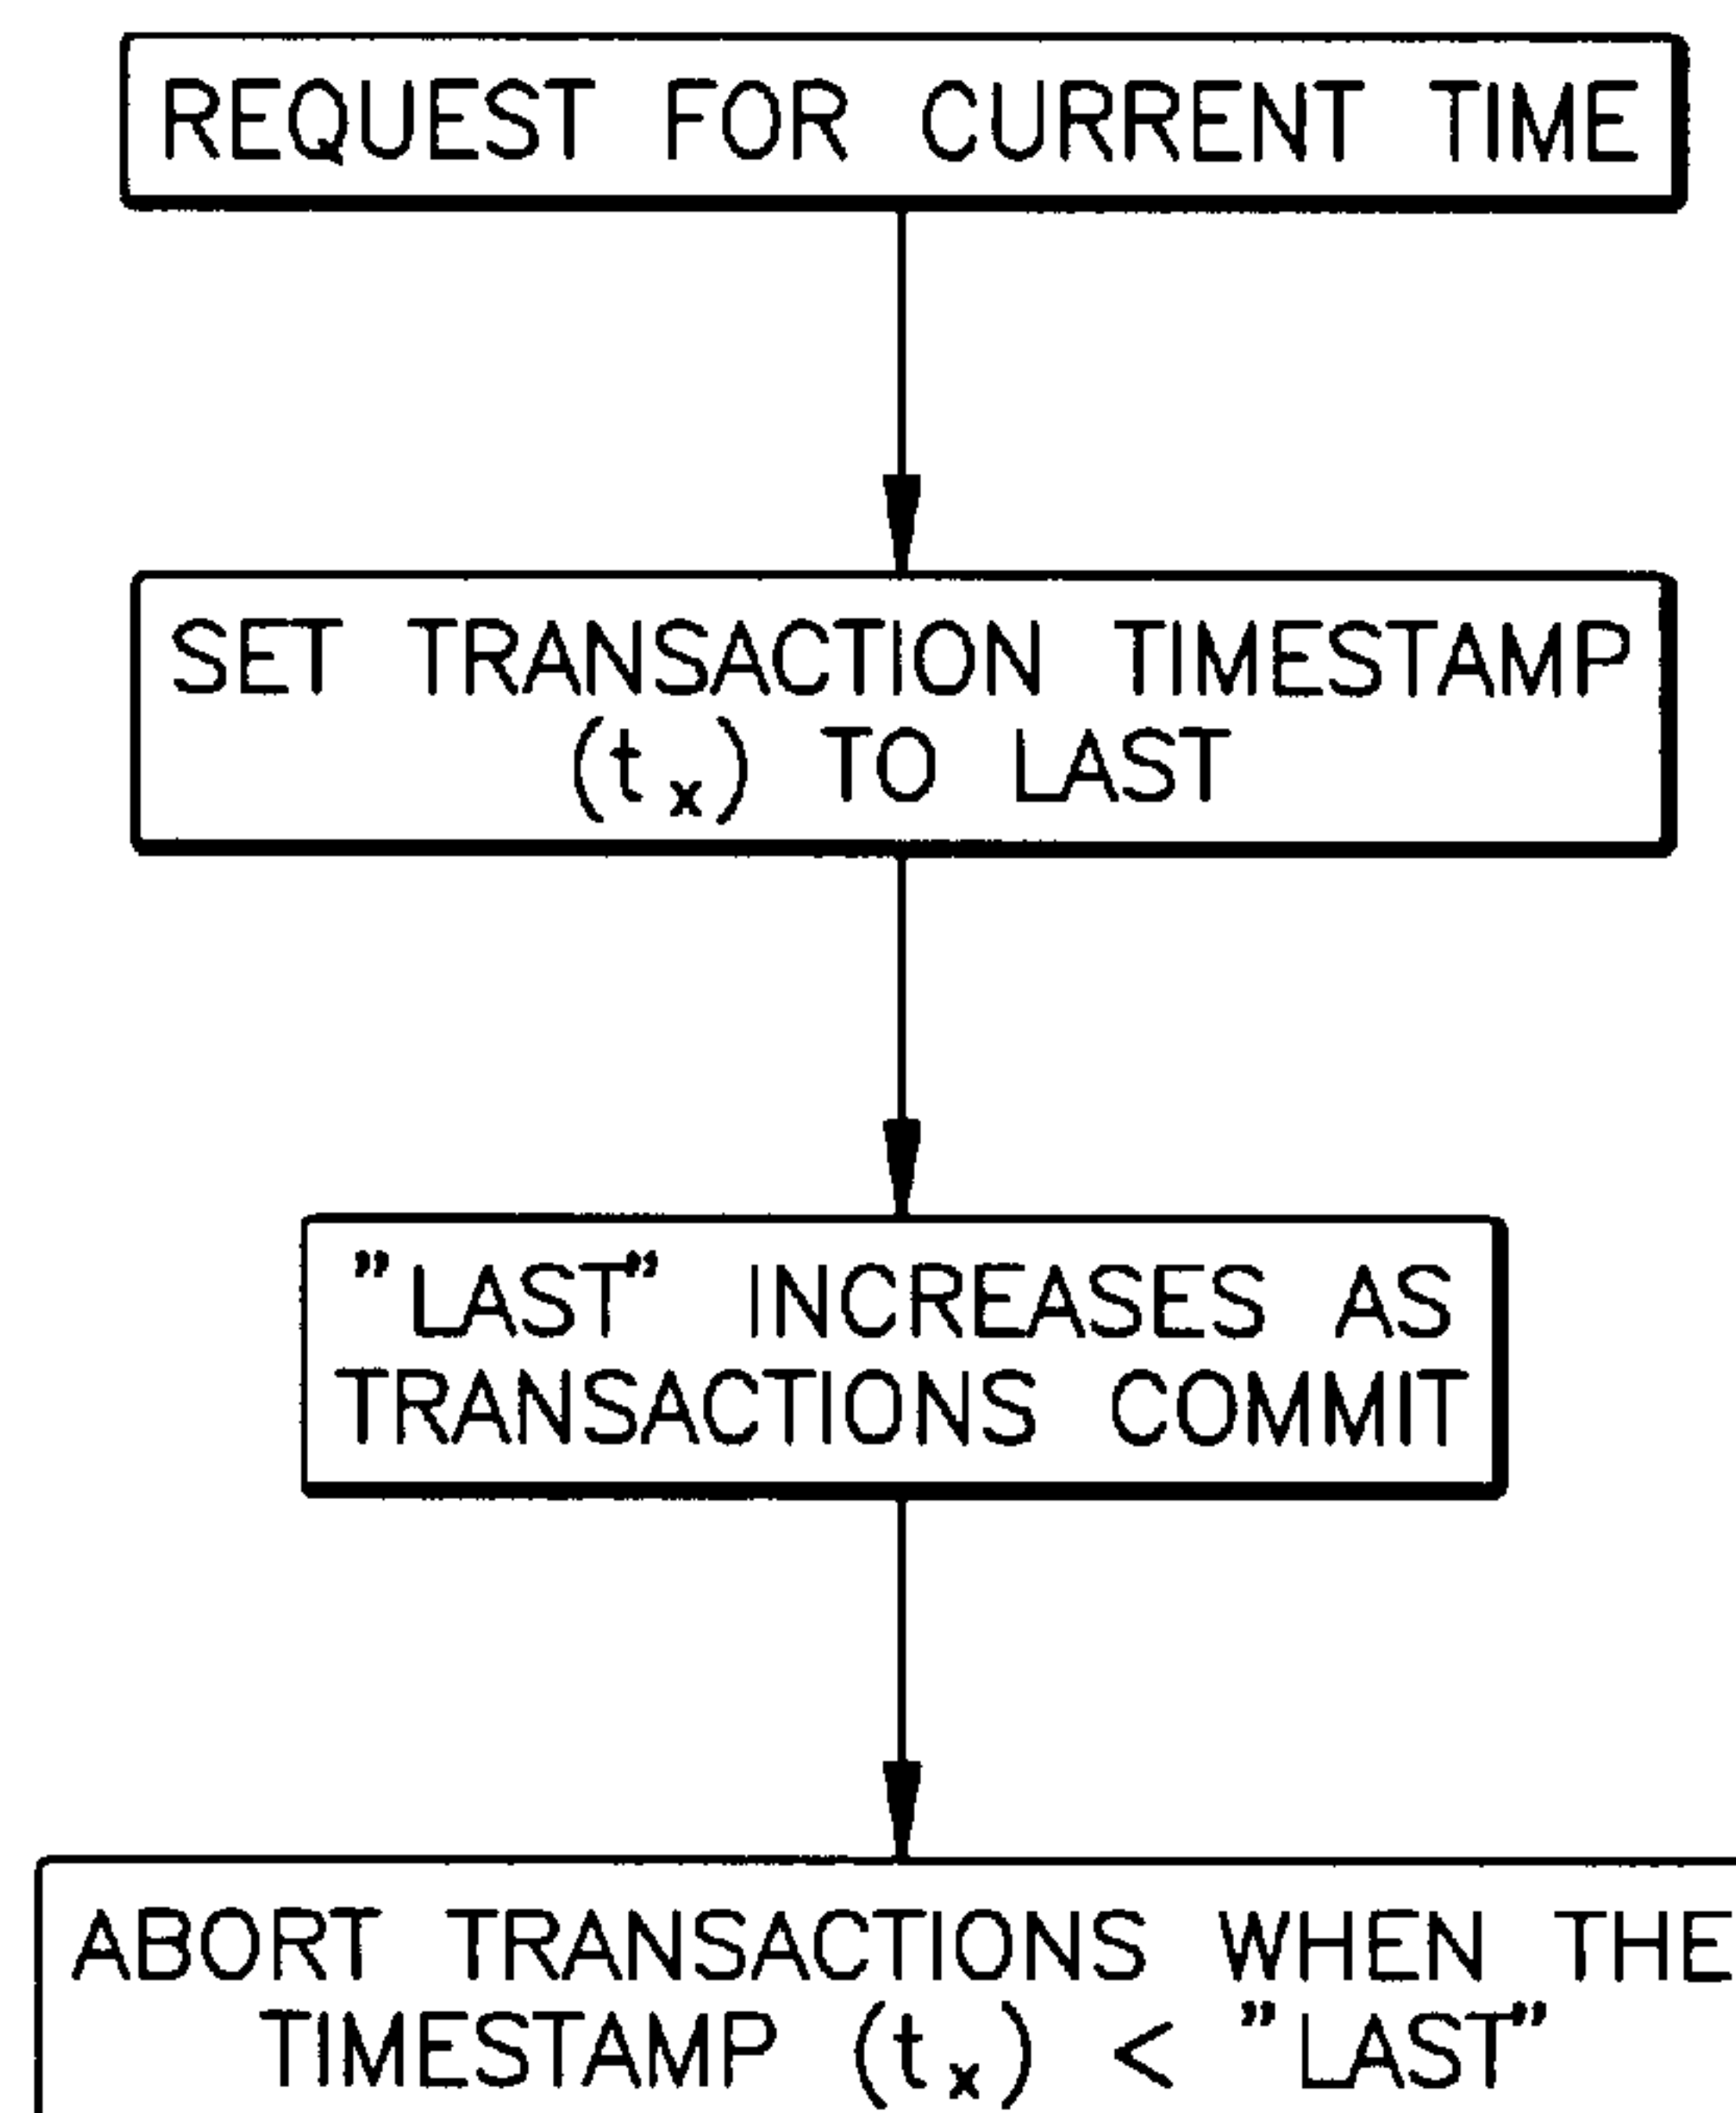 REQUEST FOR CURRENT TIME
SET TRANSACTION TIMESTAMP
(tx) TO LAST
"LAST" INCREASES AS
TRANSACTIONS COMMIT
ABORT TRANSACTIONS WHEN THE
TIMESTAMP (tx) < "LAST"